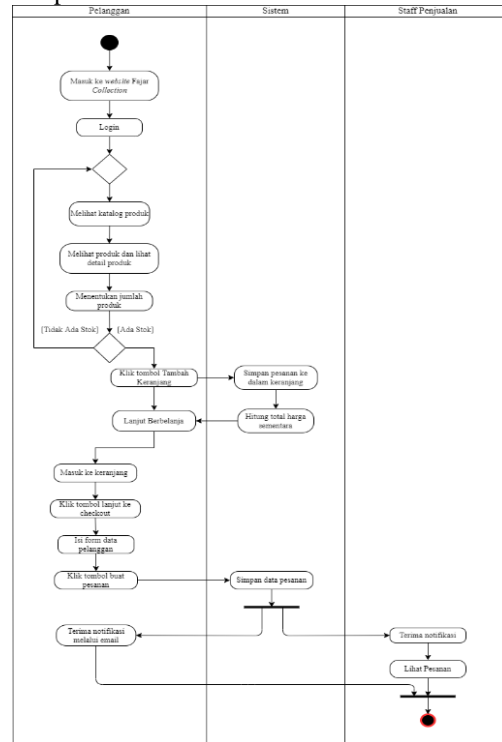 Pelanggan
Sistem
Staff Penjualan
Masuk ke website Fajar
Collection
Login
Melihat katalog produk
Melihat produk dan lihat
detail produk
Menentukan jumlah
produk
[Tidak Ada Stok]
[Ada Stok]
Klik tombol Tambah
Keranjang
Simpan pesanan ke
dalam keranjang
Lanjut Berbelanja
Hitung total harga
sementara
Masuk ke keranjang
Klik tombol lanjut ke
checkout
Isi form data
pelanggan
Klik tombol buat
pesanan
Simpan data pesanan
Terima notifikasi
melalui email
Terima notifikasi
Lihat Pesanan